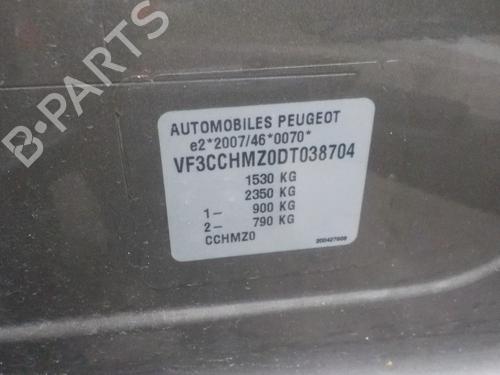 AUTOMOBILES PEUGEOT
e2*2007/46*0070*
VF3CCHMZ0DT038704
1530 KG
2350 KG
1– 900 KG
2– 790 KG
CCHMZ0
B-PARTS